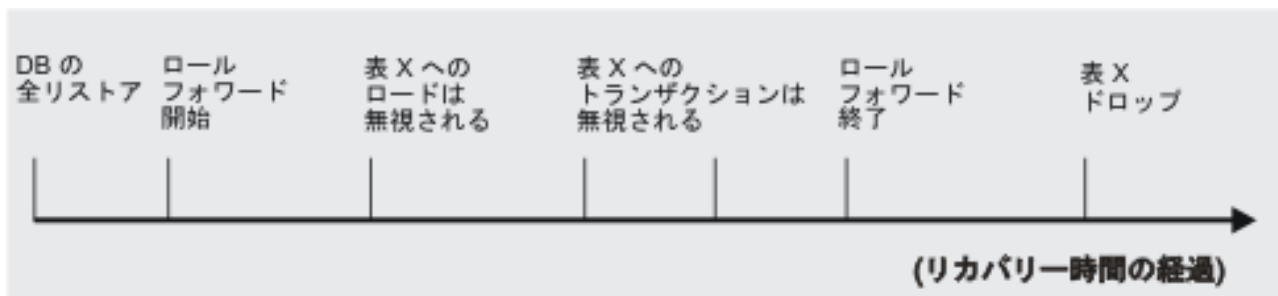 DB の
全リストア
ロール
フォワード
開始
表 X への
ロードは
無視される
表 X への
トランザクションは
無視される
ロール
フォワード
終了
表 X
ドロップ
(リカバリー時間の経過)